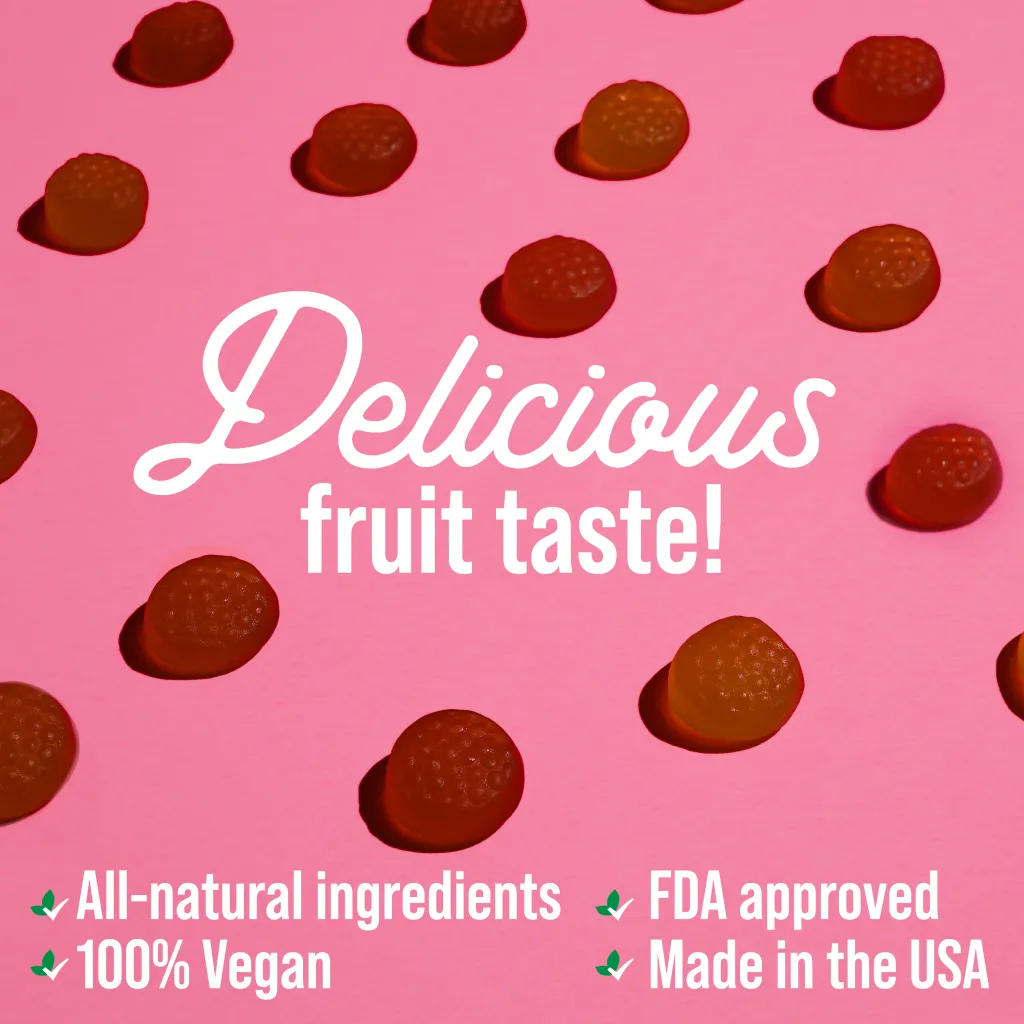 Delicious
fruit taste!
All-natural ingredients
FDA approved
100% Vegan
Made in the USA